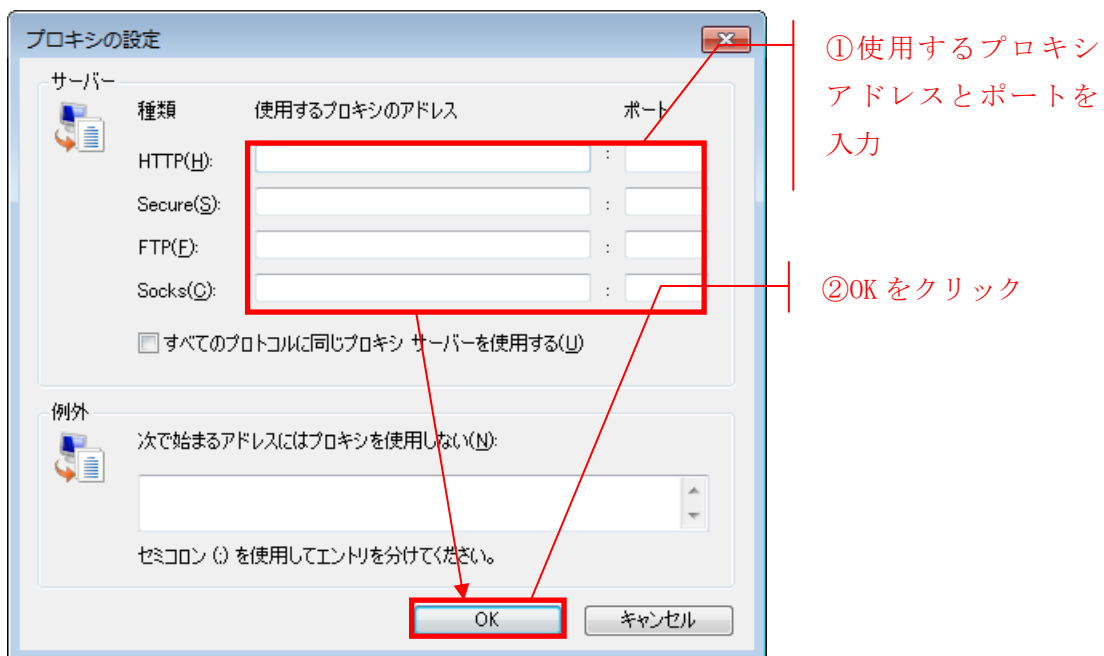 プロキシの設定
サーバー
種類 使用するプロキシのアドレス ポート
HTTP(H): :
Secure(S): :
FTP(F): :
Socks(C): :
すべてのプロトコルに同じプロキシ サーバーを使用する(U)
例外
次で始まるアドレスにはプロキシを使用しない(N):
セミコロン (;) を使用してエントリを分けてください。
OK キャンセル
①使用するプロキシ
アドレスとポートを
入力
②OK をクリック